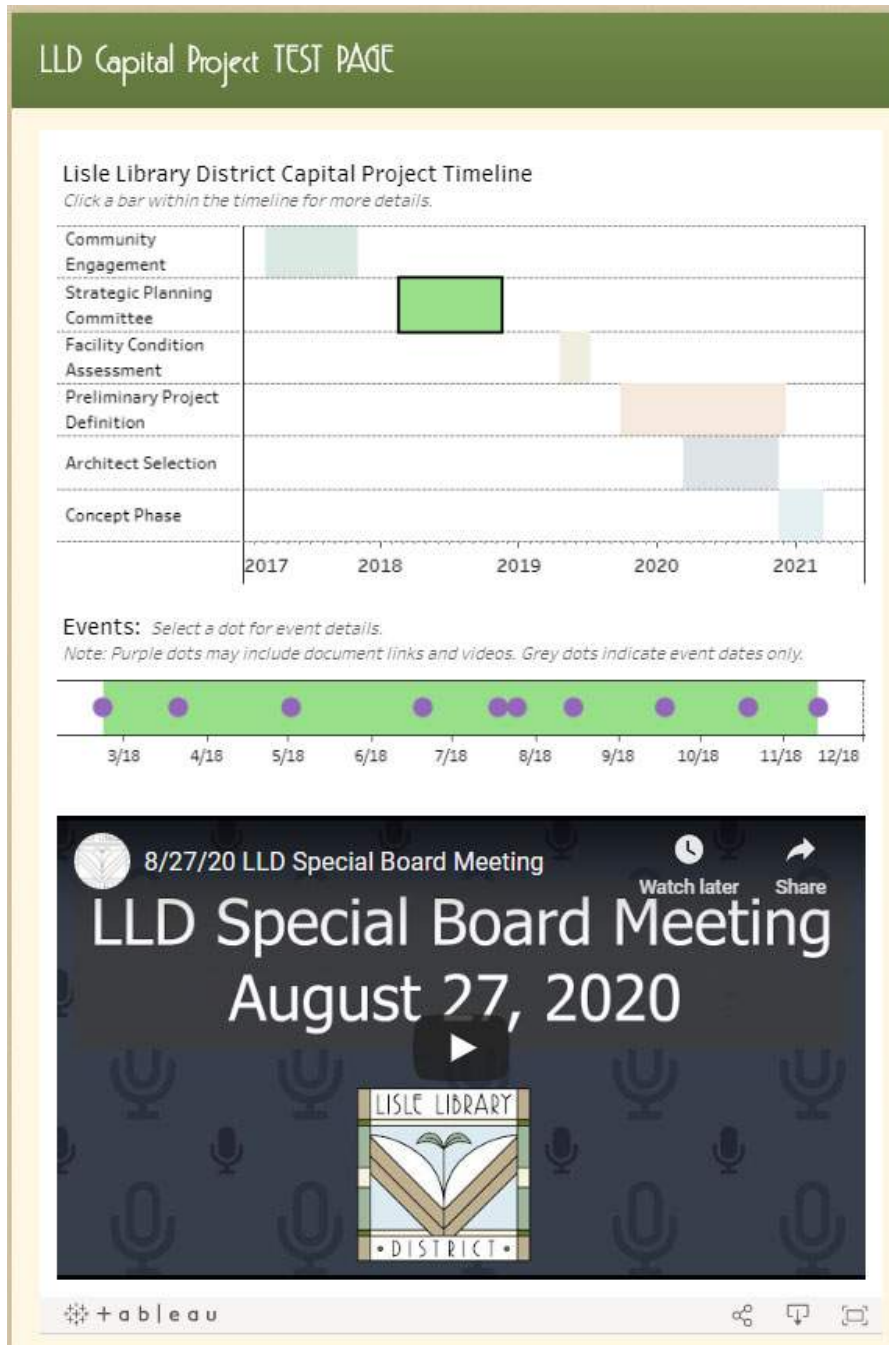 LLD Capital Project TEST PAGE
Lisle Library District Capital Project Timeline
Click a bar within the timeline for more details.
Community
Engagement
Strategic Planning
Committee
Facility Condition
Assessment
Preliminary Project
Definition
Architect Selection
Concept Phase
2017 2018 2019 2020 2021
Events: Select a dot for event details.
Note: Purple dots may include document links and videos. Grey dots indicate event dates only.
3/18 4/18 5/18 6/18 7/18 8/18 9/18 10/18 11/18 12/18
8/27/20 LLD Special Board Meeting
Watch later Share
LLD Special Board Meeting
August 27, 2020
LISLE LIBRARY
• DISTRICT •
+ableau